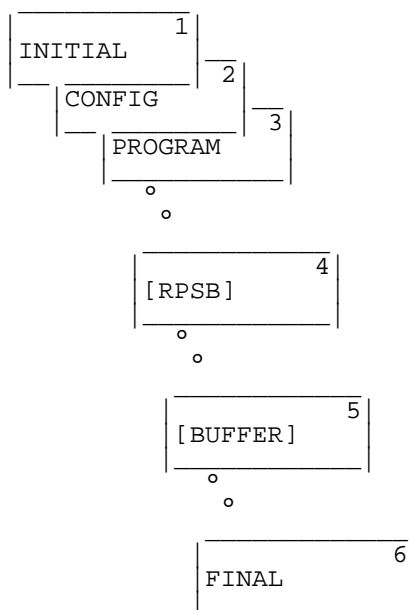 1
INITIAL
2
CONFIG
3
PROGRAM
4
[RPSB]
5
[BUFFER]
6
FINAL